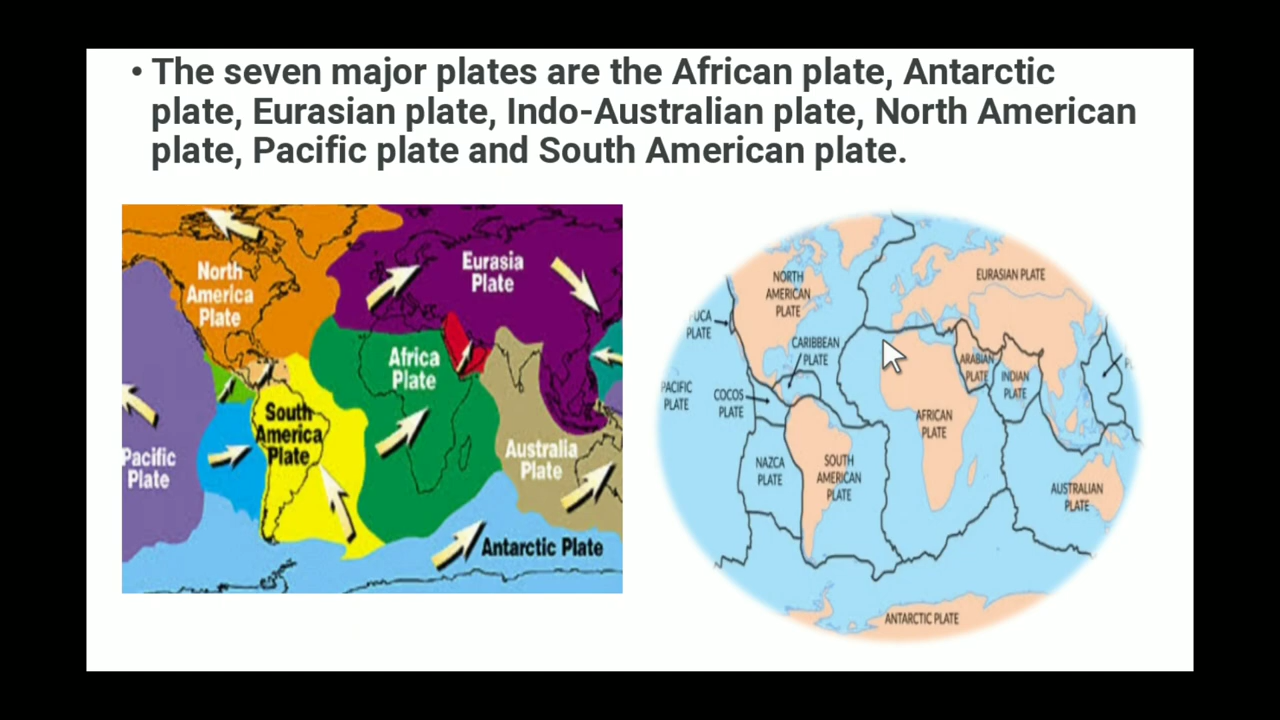 • The seven major plates are the African plate, Antarctic
plate, Eurasian plate, Indo-Australian plate, North American
plate, Pacific plate and South American plate.
North
America
Plate
Eurasia
Plate
Africa
Plate
South
America
Plate
Pacific
Plate
Australia
Plate
Antarctic Plate
NORTH
AMERICAN
PLATE
EURASIAN PLATE
PLATE
CARIBBEAN
PLATE
ARABIAN
PLATE
INDIAN
PLATE
PACIFIC
PLATE
COCOS
PLATE
AFRICAN
PLATE
NAZCA
PLATE
SOUTH
AMERICAN
PLATE
AUSTRALIAN
PLATE
ANTARCTIC PLATE